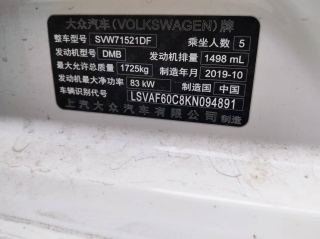 大众汽车(VOLKSWAGEN)牌
整车型号 SVW71521DF 乘坐人数 5
发动机型号 DMB 发动机排量 1498 mL
最大允许总质量 1725kg 制造年月 2019-10
发动机最大净功率 83 kW 制造国 中国
车辆识别代号 LSVAF60C8KN094891
上汽大众汽车有限公司 制造